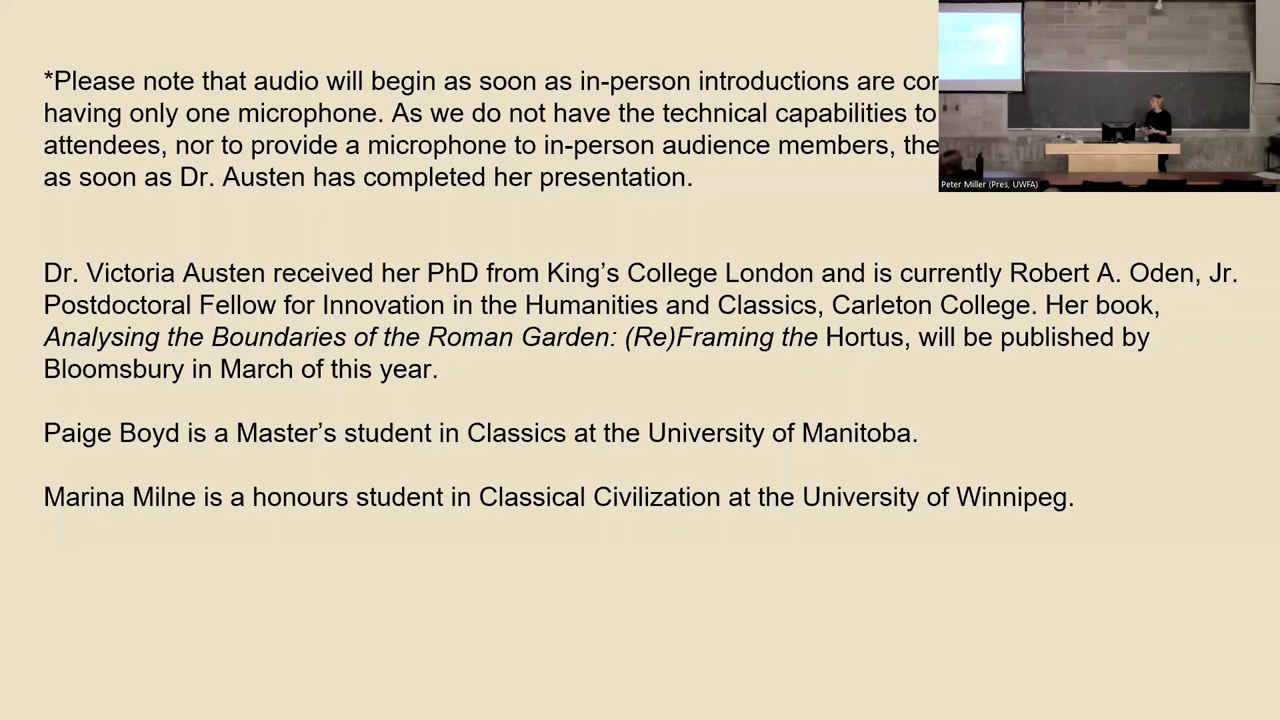 *Please note that audio will begin as soon as in-person introductions are
having only one microphone. As we do not have the technical capabilities to
attendees, nor to provide a microphone to in-person audience members,
as soon as Dr. Austen has completed her presentation.
Dr. Victoria Austen received her PhD from King’s College London and is currently Robert A. Oden, Jr.
Postdoctoral Fellow for Innovation in the Humanities and Classics, Carleton College. Her book,
Analysing the Boundaries of the Roman Garden: (Re)Framing the Hortus, will be published by
Bloomsbury in March of this year.
Paige Boyd is a Master’s student in Classics at the University of Manitoba.
Marina Milne is a honours student in Classical Civilization at the University of Winnipeg.
Peter Miller (Pres, UWFA)